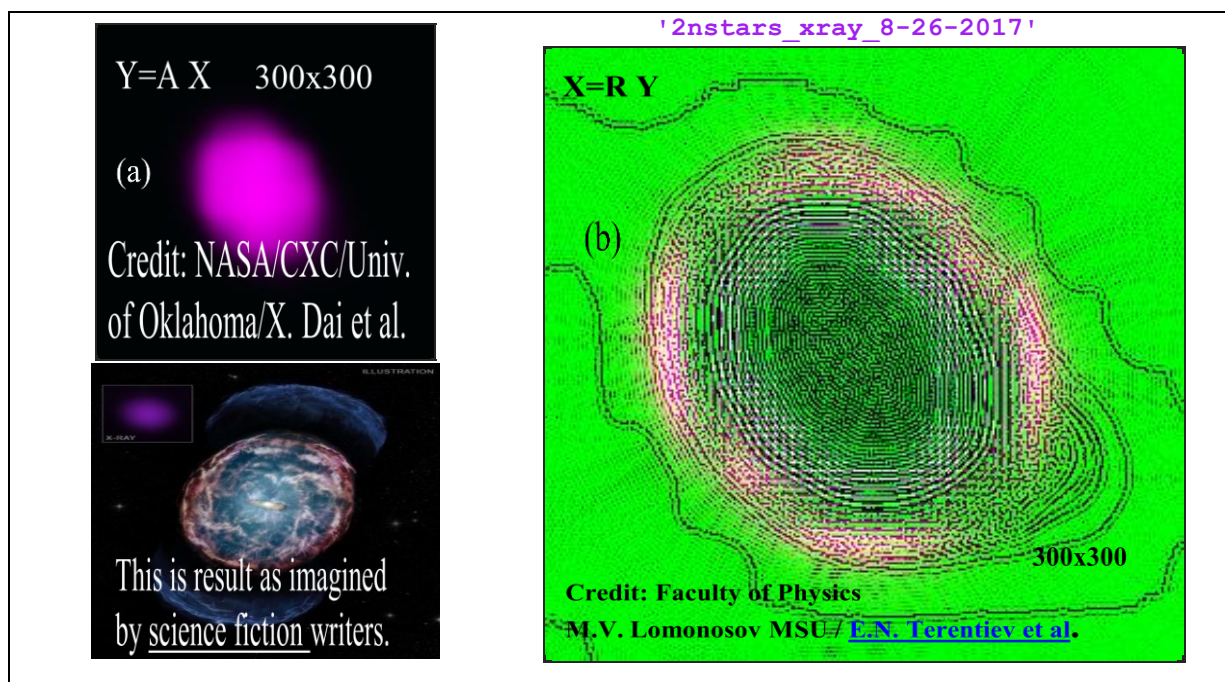 '2nstars_xray_8-26-2017'
Y=A X 300x300
(a)
Credit: NASA/CXC/Univ.
of Oklahoma/X. Dai et al.
ILLUSTRATION
X-RAY
This is result as imagined
by science fiction writers.
X=R Y
(b)
300x300
Credit: Faculty of Physics
M.V. Lomonosov MSU / E.N. Terentiev et al.